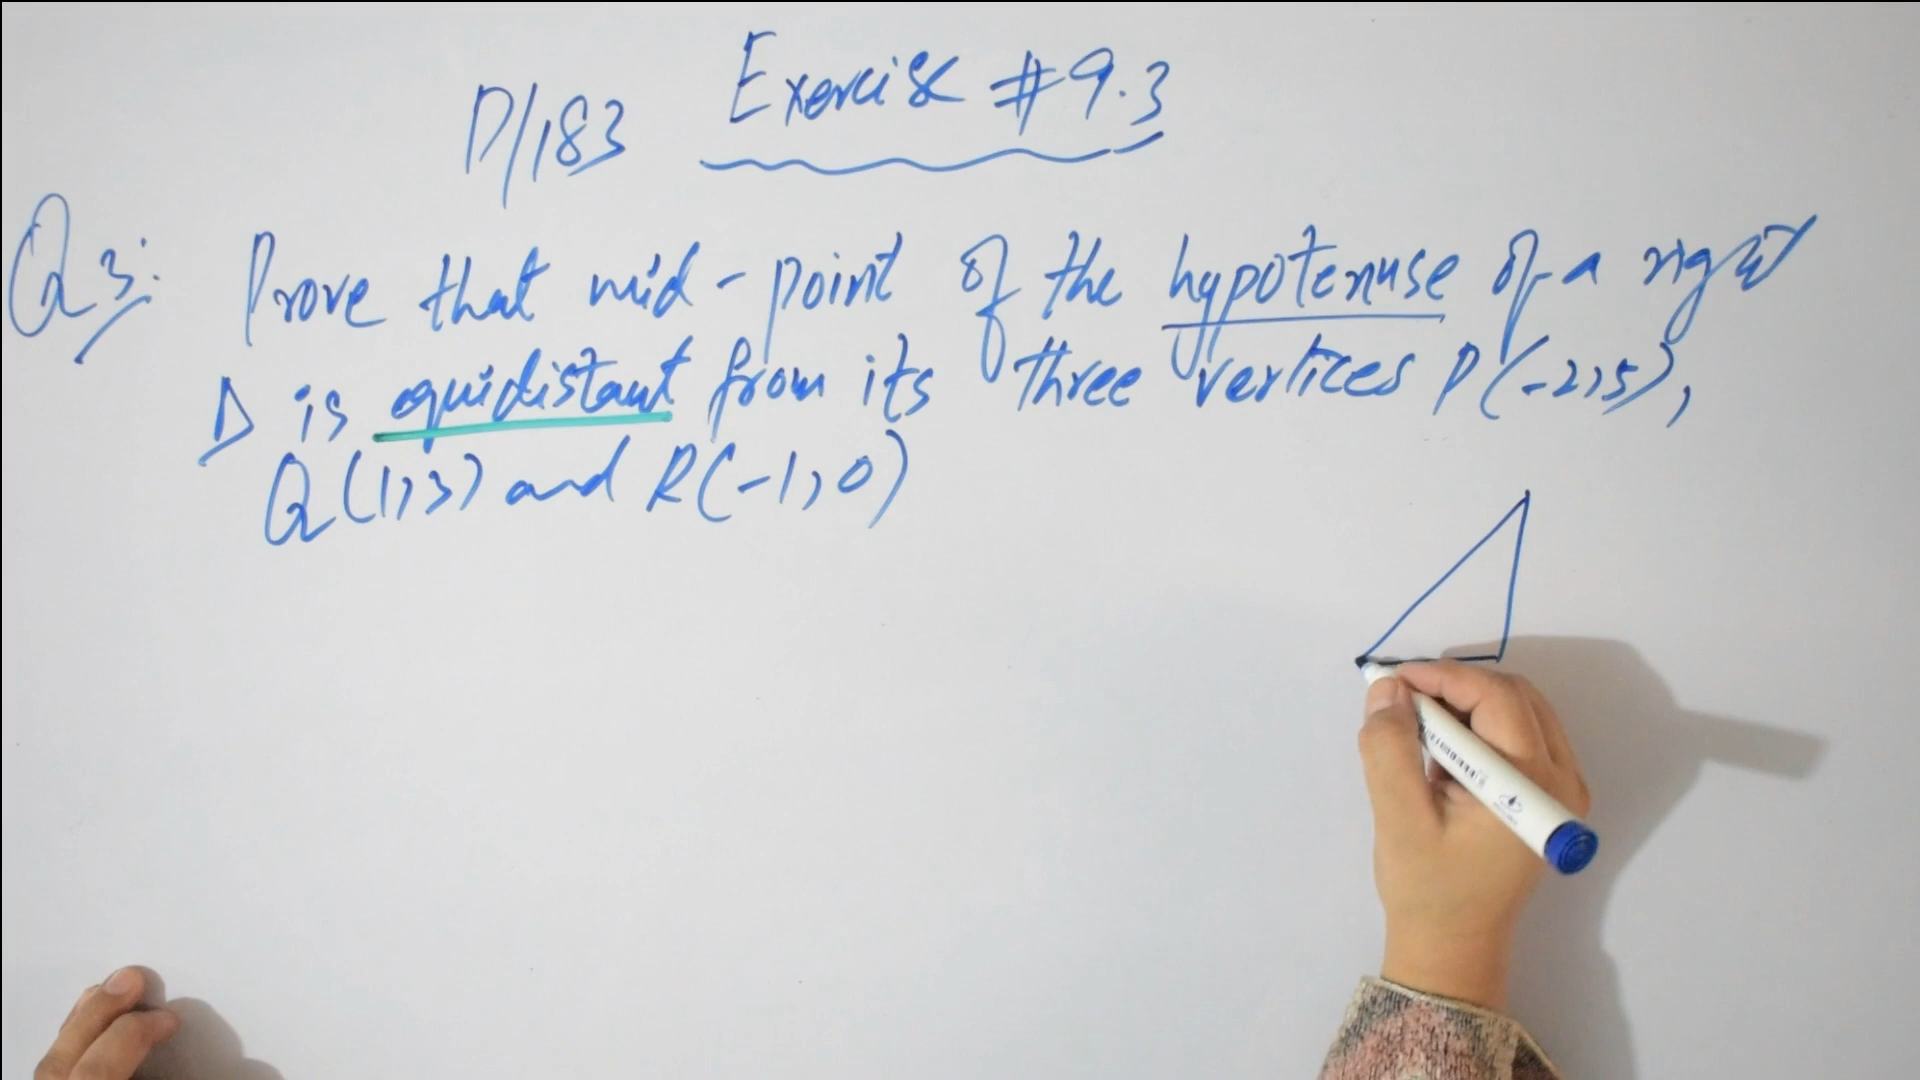 Exercise #9.3
P/183
Q3: Prove that mid-point of the hypotenuse of a right
Δ is equidistant from its three vertices P(-2,5),
Q(1,3) and R(-1,0)